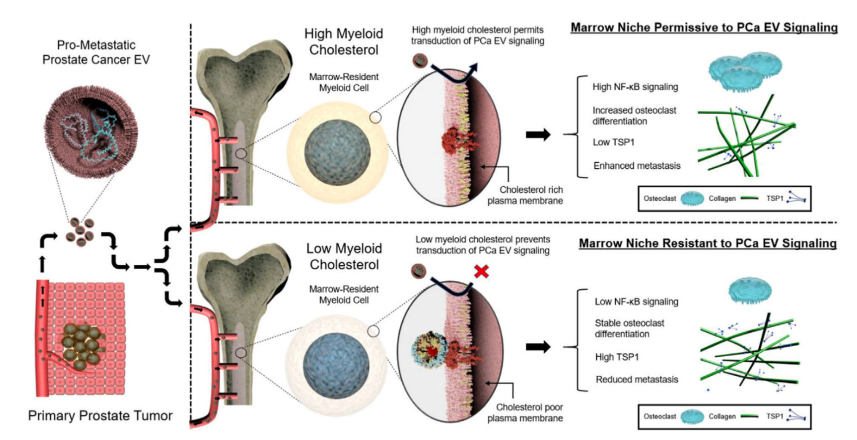 Pro-Metastatic
Prostate Cancer EV
Primary Prostate Tumor
High Myeloid
Cholesterol
Marrow-Resident
Myeloid Cell
High myeloid cholesterol permits
transduction of PCa EV signaling
Cholesterol rich
plasma membrane
Marrow Niche Permissive to PCa EV Signaling
High NF-κB signaling
Increased osteoclast
differentiation
Low TSP1
Enhanced metastasis
Osteoclast
Collagen
TSP1
Low Myeloid
Cholesterol
Marrow-Resident
Myeloid Cell
Low myeloid cholesterol prevents
transduction of PCa EV signaling
Cholesterol poor
plasma membrane
Marrow Niche Resistant to PCa EV Signaling
Low NF-κB signaling
Stable osteoclast
differentiation
High TSP1
Reduced metastasis
Osteoclast
Collagen
TSP1